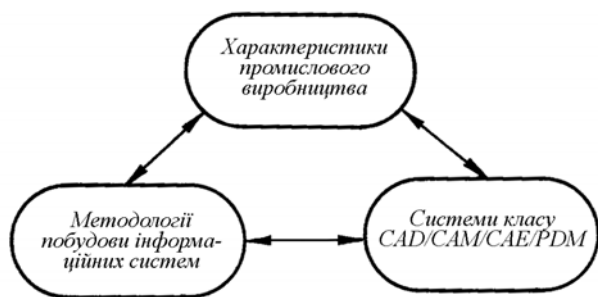 Характеристики
промислового
виробництва
Методології
побудови інформа-
ційних систем
Системи класу
CAD/CAM/CAE/PDM